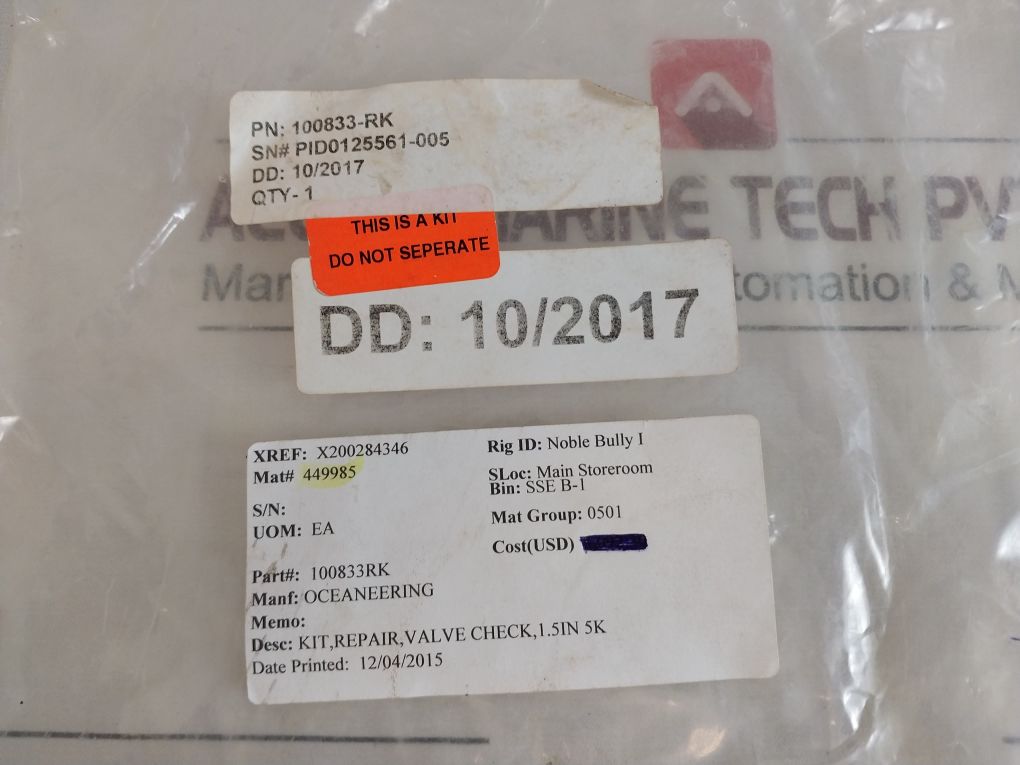 PN: 100833-RK
SN# PID0125561-005
DD: 10/2017
QTY- 1
MARINE TECH
THIS IS A KIT
DO NOT SEPERATE
&
DD: 10/2017
XREF: X200284346
Mat# 449985
S/N:
UOM: EA
Part#: 100833RK
Manf: OCEANEERING
Memo:
Desc: KIT,REPAIR,VALVE CHECK,1.5IN 5K
Date Printed: 12/04/2015
Rig ID: Noble Bully I
SLoc: Main Storeroom
Bin: SSE B-1
Mat Group: 0501
Cost(USD)